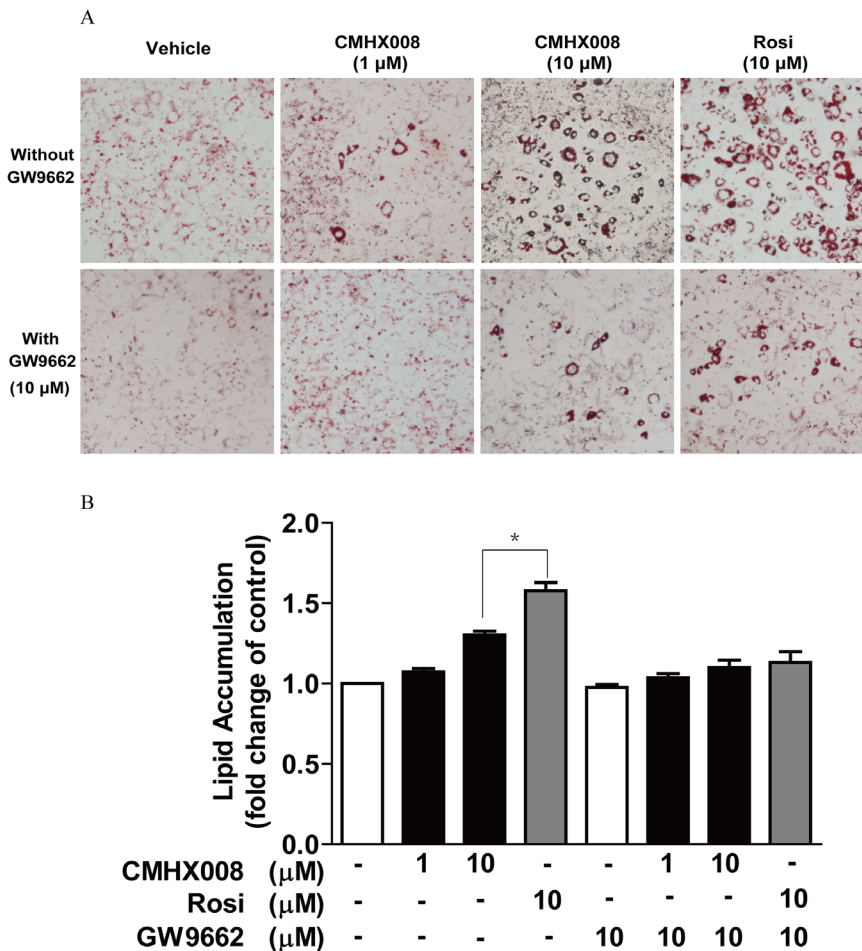 A
Vehicle
CMHX008
(1 µM)
CMHX008
(10 µM)
Rosi
(10 µM)
Without
GW9662
With
GW9662
(10 µM)
B
Lipid Accumulation
(fold change of control)
2.0
1.5
1.0
0.5
0.0
*
CMHX008 (µM) - 1 10 - - 1 10 -
Rosi (µM) - - - 10 - - - 10
GW9662 (µM) - - - - 10 10 10 10